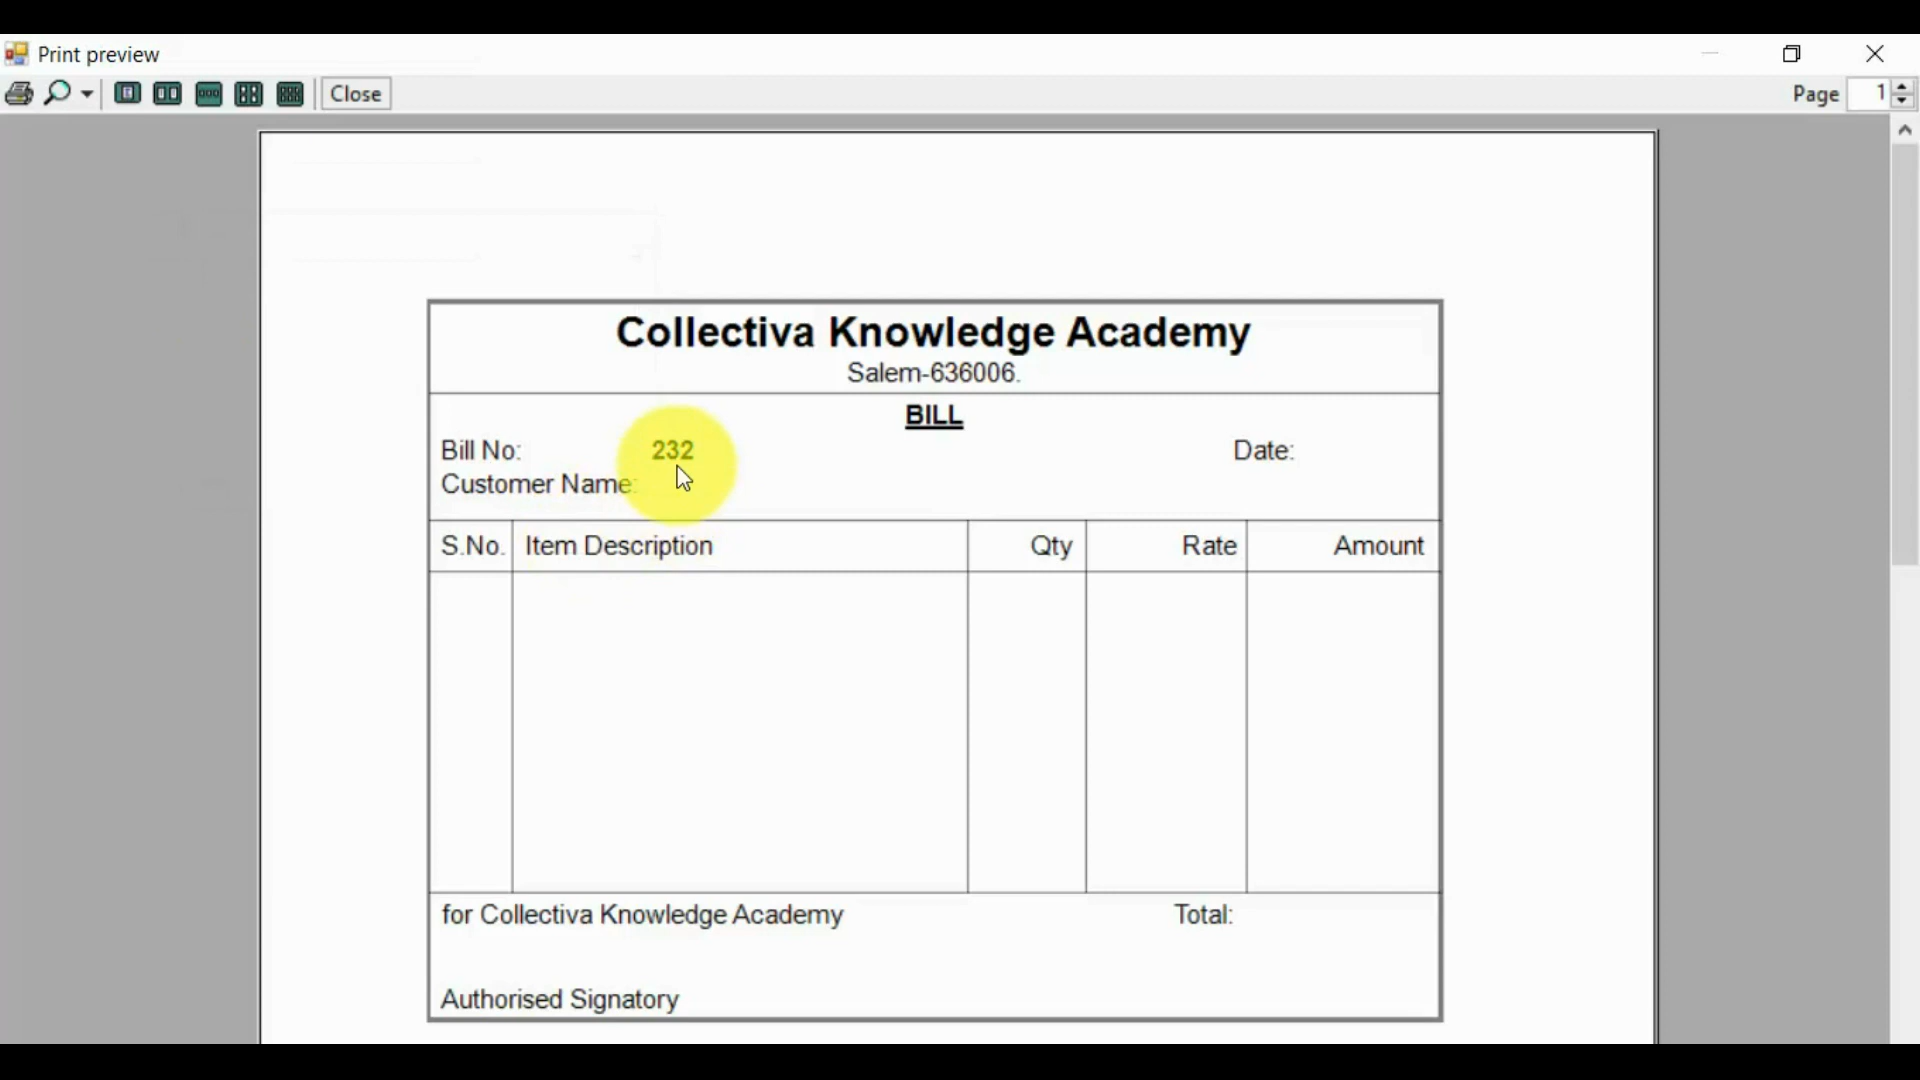 Print preview
Close
Page 1
Collectiva Knowledge Academy
Salem-636006.
BILL
Bill No: 232 Date:
Customer Name:
S.No. Item Description Qty Rate Amount
for Collectiva Knowledge Academy Total:
Authorised Signatory